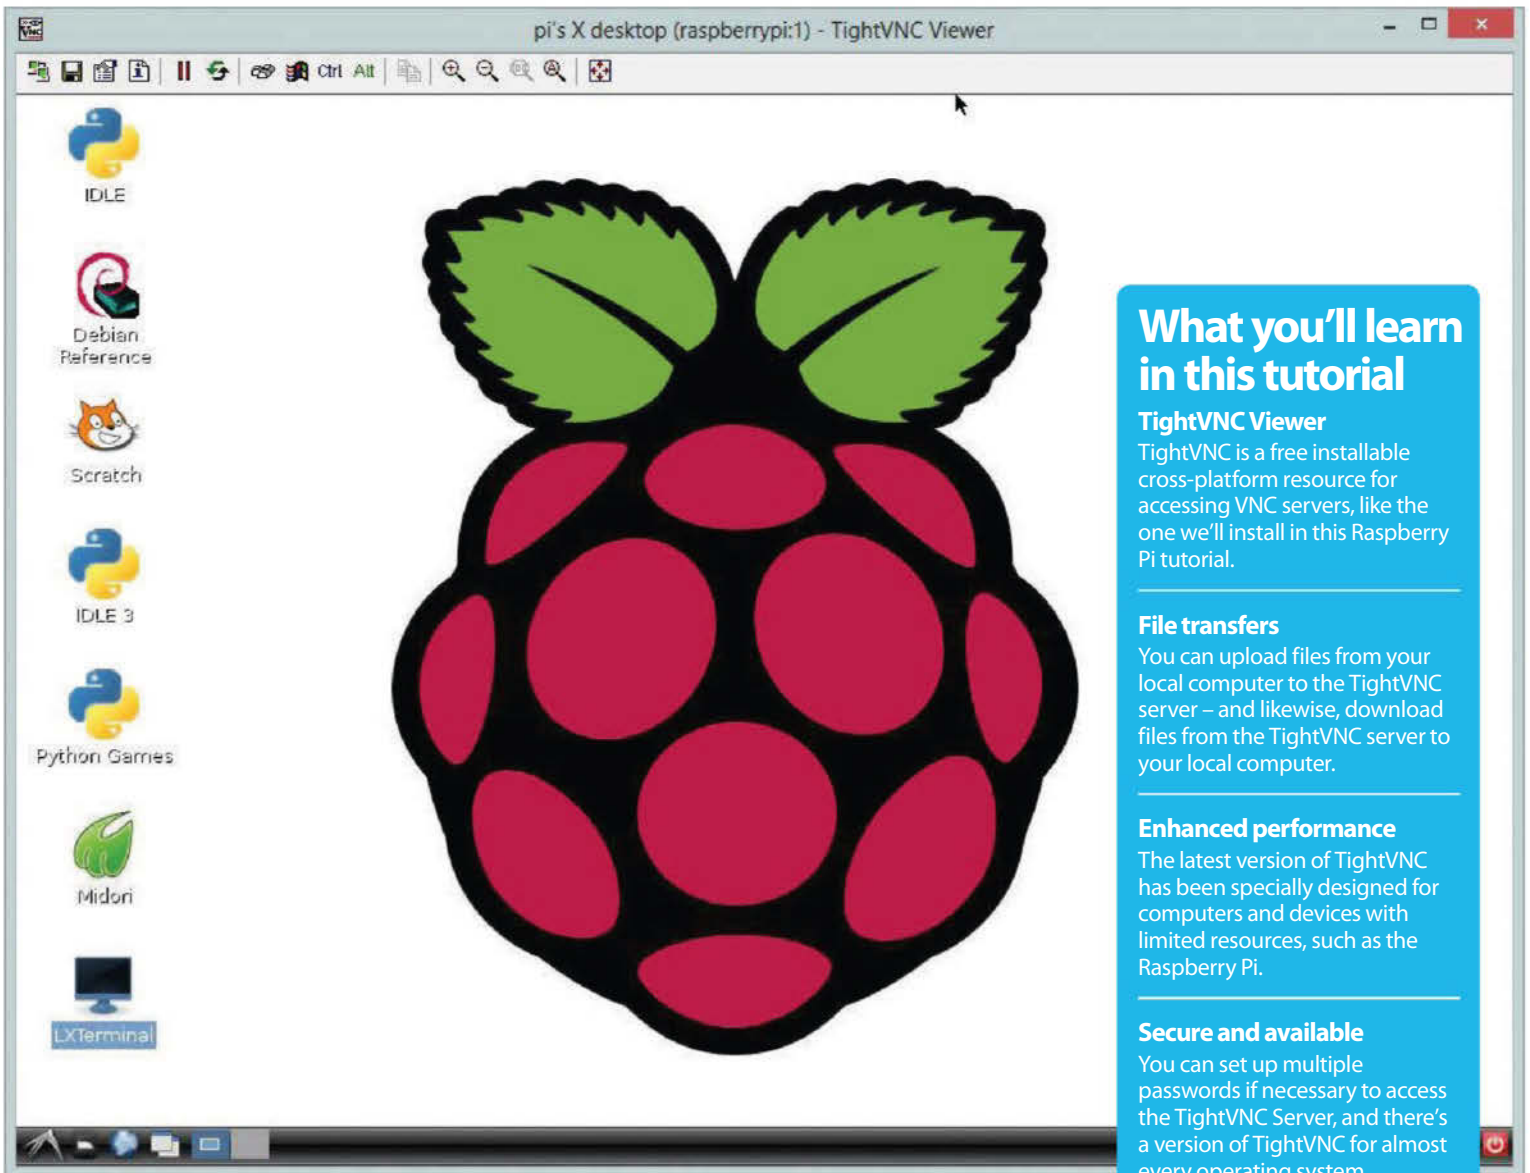 pi's X desktop (raspberrypi:1) - TightVNC Viewer
Ctrl Alt
IDLE
Debian
Reference
Scratch
IDLE 3
Python Games
Midori
LXTerminal
What you'll learn
in this tutorial
TightVNC Viewer
TightVNC is a free installable
cross-platform resource for
accessing VNC servers, like the
one we'll install in this Raspberry
Pi tutorial.
File transfers
You can upload files from your
local computer to the TightVNC
server – and likewise, download
files from the TightVNC server to
your local computer.
Enhanced performance
The latest version of TightVNC
has been specially designed for
computers and devices with
limited resources, such as the
Raspberry Pi.
Secure and available
You can set up multiple
passwords if necessary to access
the TightVNC Server, and there's
a version of TightVNC for almost
every operating system